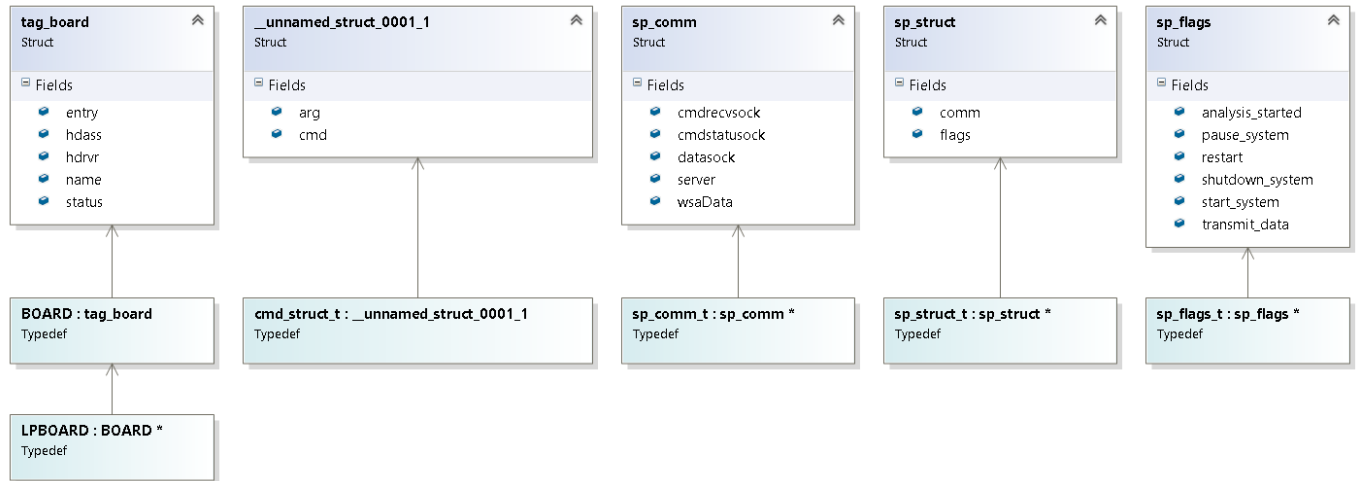 tag_board
Struct
Fields
entry
hdass
hdrvr
name
status
BOARD : tag_board
Typedef
LPBOARD : BOARD *
Typedef
__unnamed_struct_0001_1
Struct
Fields
arg
cmd
cmd_struct_t : __unnamed_struct_0001_1
Typedef
sp_comm
Struct
Fields
cmdrecvsock
cmdstatusock
datasock
server
wsaData
sp_comm_t : sp_comm *
Typedef
sp_struct
Struct
Fields
comm
flags
sp_struct_t : sp_struct *
Typedef
sp_flags
Struct
Fields
analysis_started
pause_system
restart
shutdown_system
start_system
transmit_data
sp_flags_t : sp_flags *
Typedef